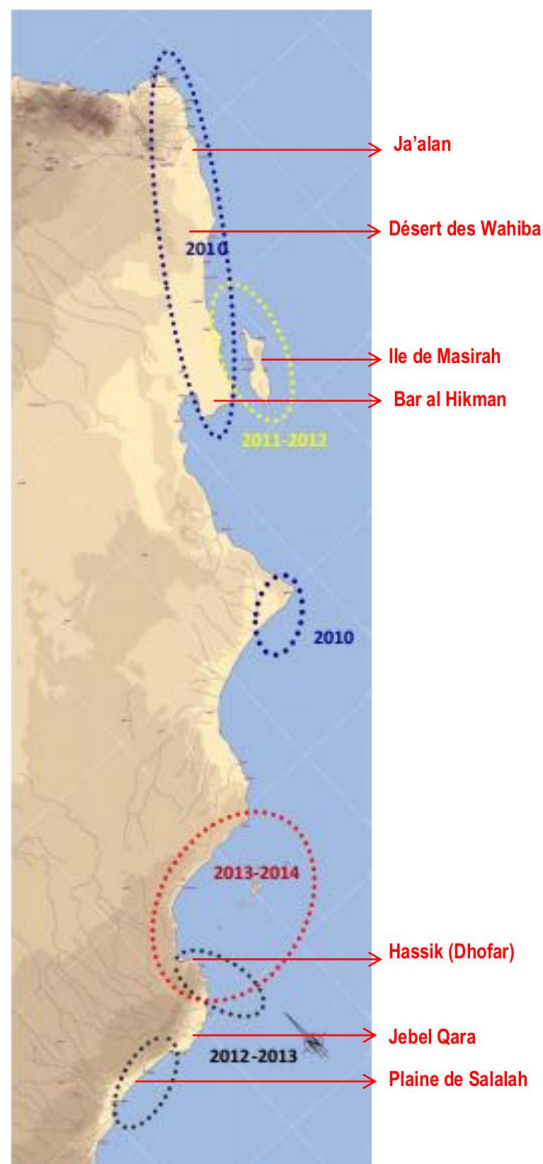 Ja'alan
Désert des Wahiba
2010
Ile de Masirah
Bar al Hikman
2011-2012
2010
2013-2014
Hassik (Dhofar)
Jebel Qara
2012-2013
Plaine de Salalah